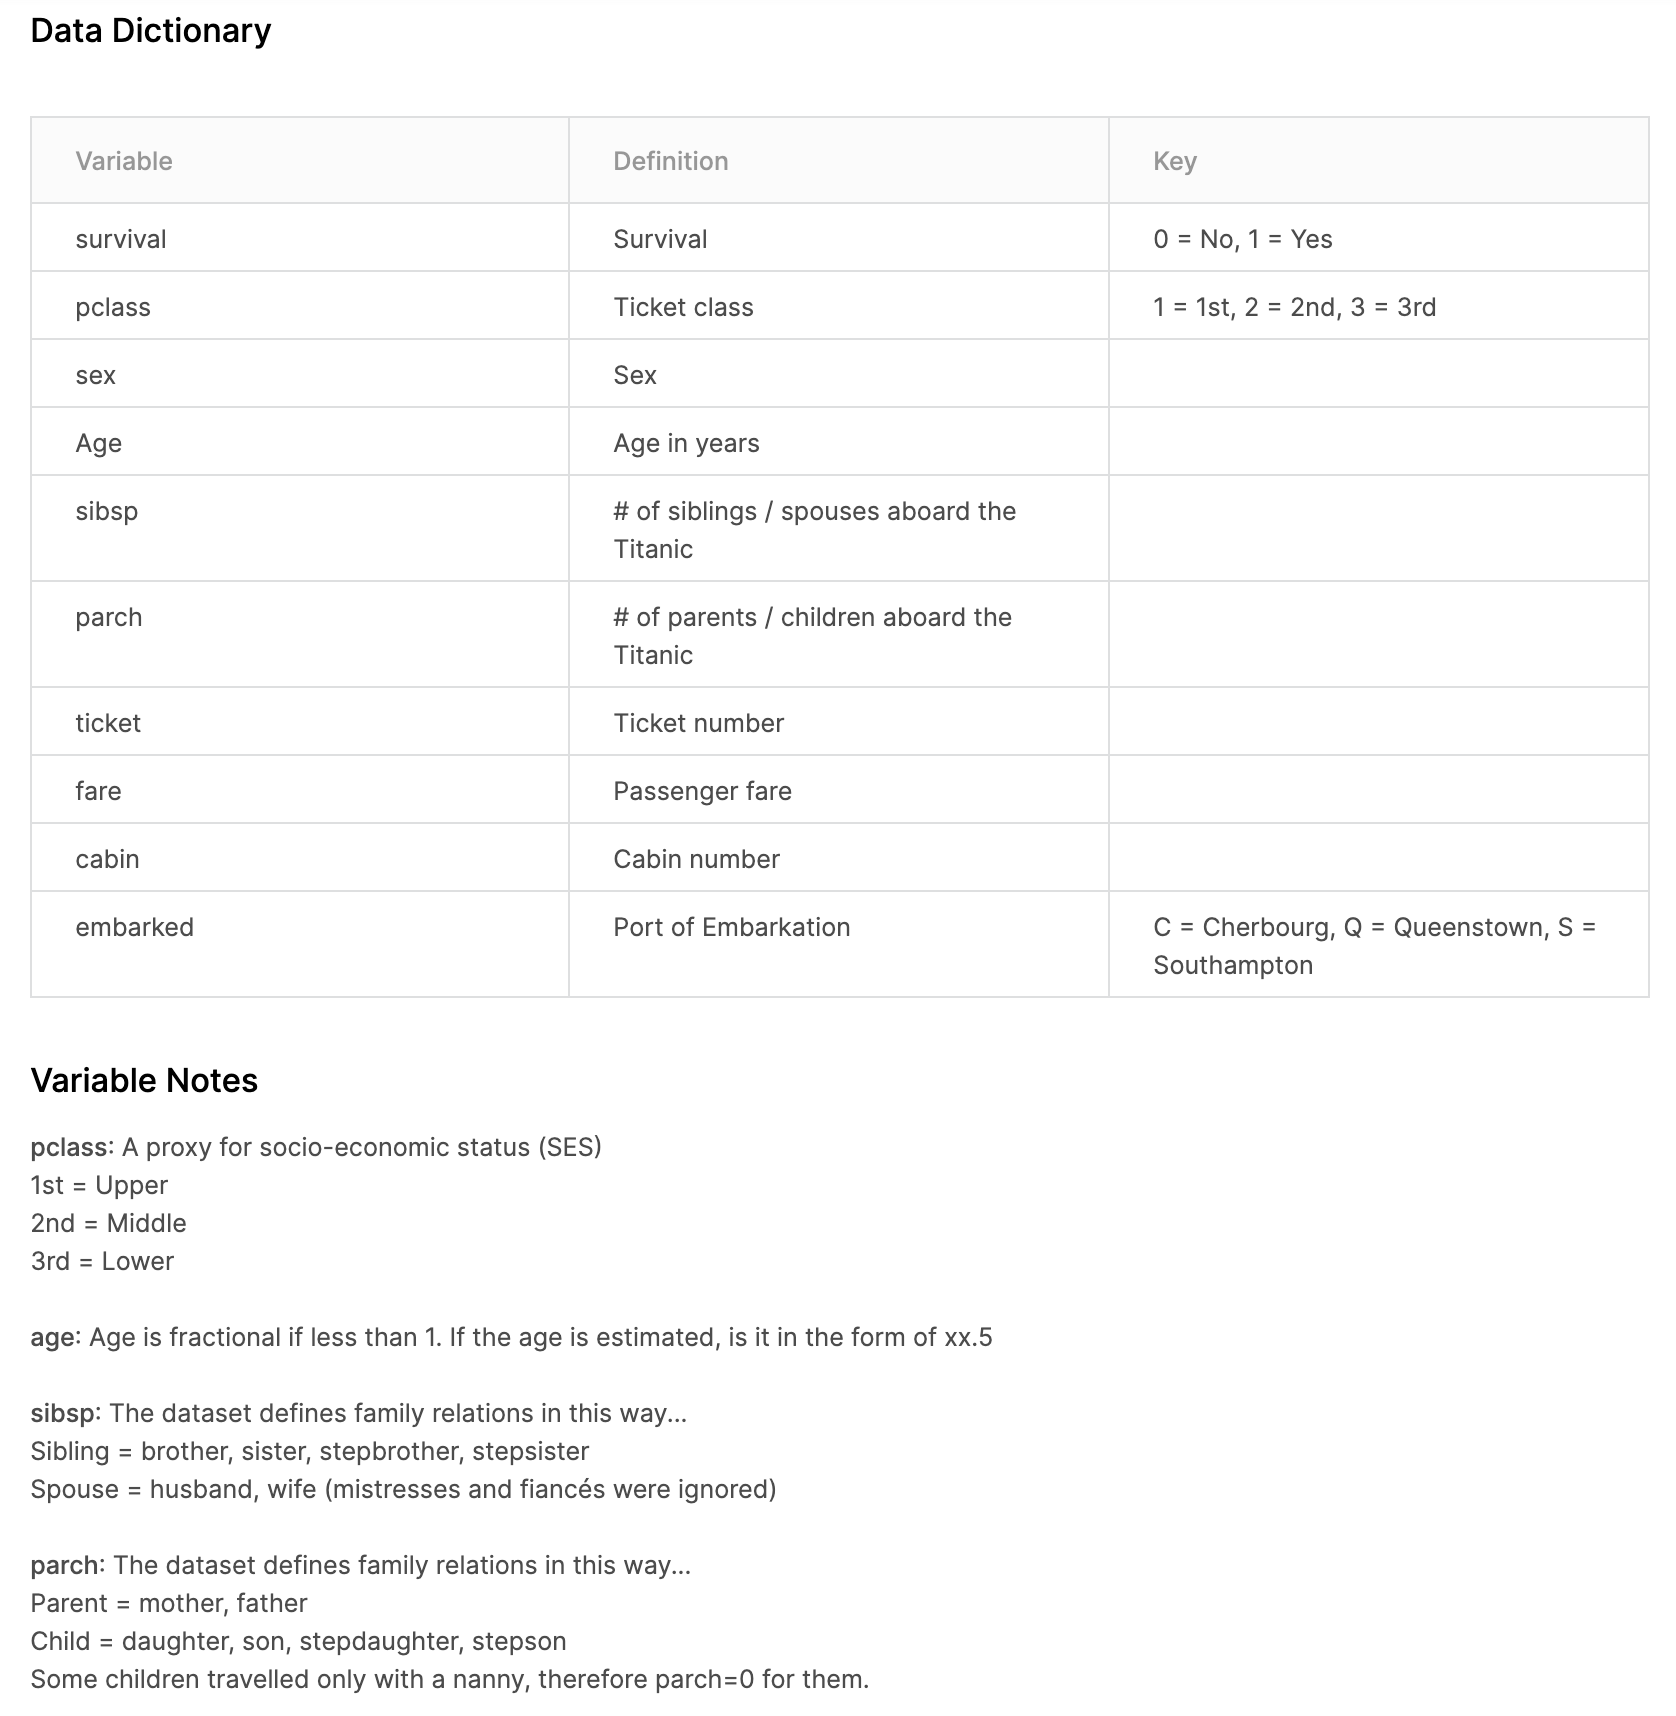 Data Dictionary
Variable Definition Key
survival Survival 0 = No, 1 = Yes
pclass Ticket class 1 = 1st, 2 = 2nd, 3 = 3rd
sex Sex
Age Age in years
sibsp # of siblings / spouses aboard the
Titanic
parch # of parents / children aboard the
Titanic
ticket Ticket number
fare Passenger fare
cabin Cabin number
embarked Port of Embarkation C = Cherbourg, Q = Queenstown, S =
Southampton
Variable Notes
pclass: A proxy for socio-economic status (SES)
1st = Upper
2nd = Middle
3rd = Lower
age: Age is fractional if less than 1. If the age is estimated, is it in the form of xx.5
sibsp: The dataset defines family relations in this way...
Sibling = brother, sister, stepbrother, stepsister
Spouse = husband, wife (mistresses and fiancés were ignored)
parch: The dataset defines family relations in this way...
Parent = mother, father
Child = daughter, son, stepdaughter, stepson
Some children travelled only with a nanny, therefore parch=0 for them.